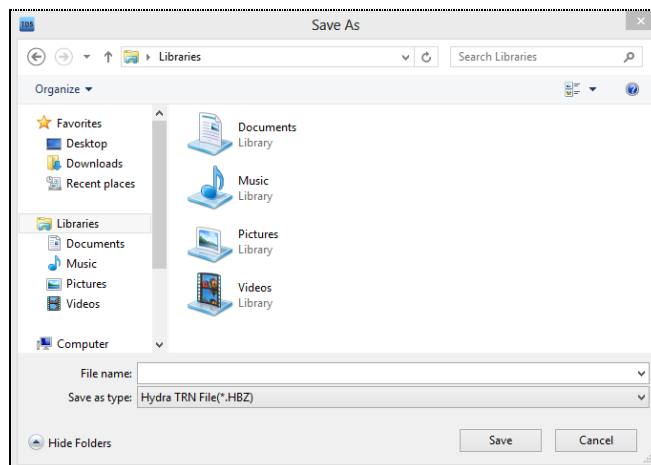 TDS
Save As
Libraries
Search Libraries
Organize
Favorites
Desktop
Downloads
Recent places
Libraries
Documents
Music
Pictures
Videos
Computer
Documents
Library
Music
Library
Pictures
Library
Videos
Library
File name:
Save as type: Hydra TRN File(*.HBZ)
Hide Folders
Save
Cancel